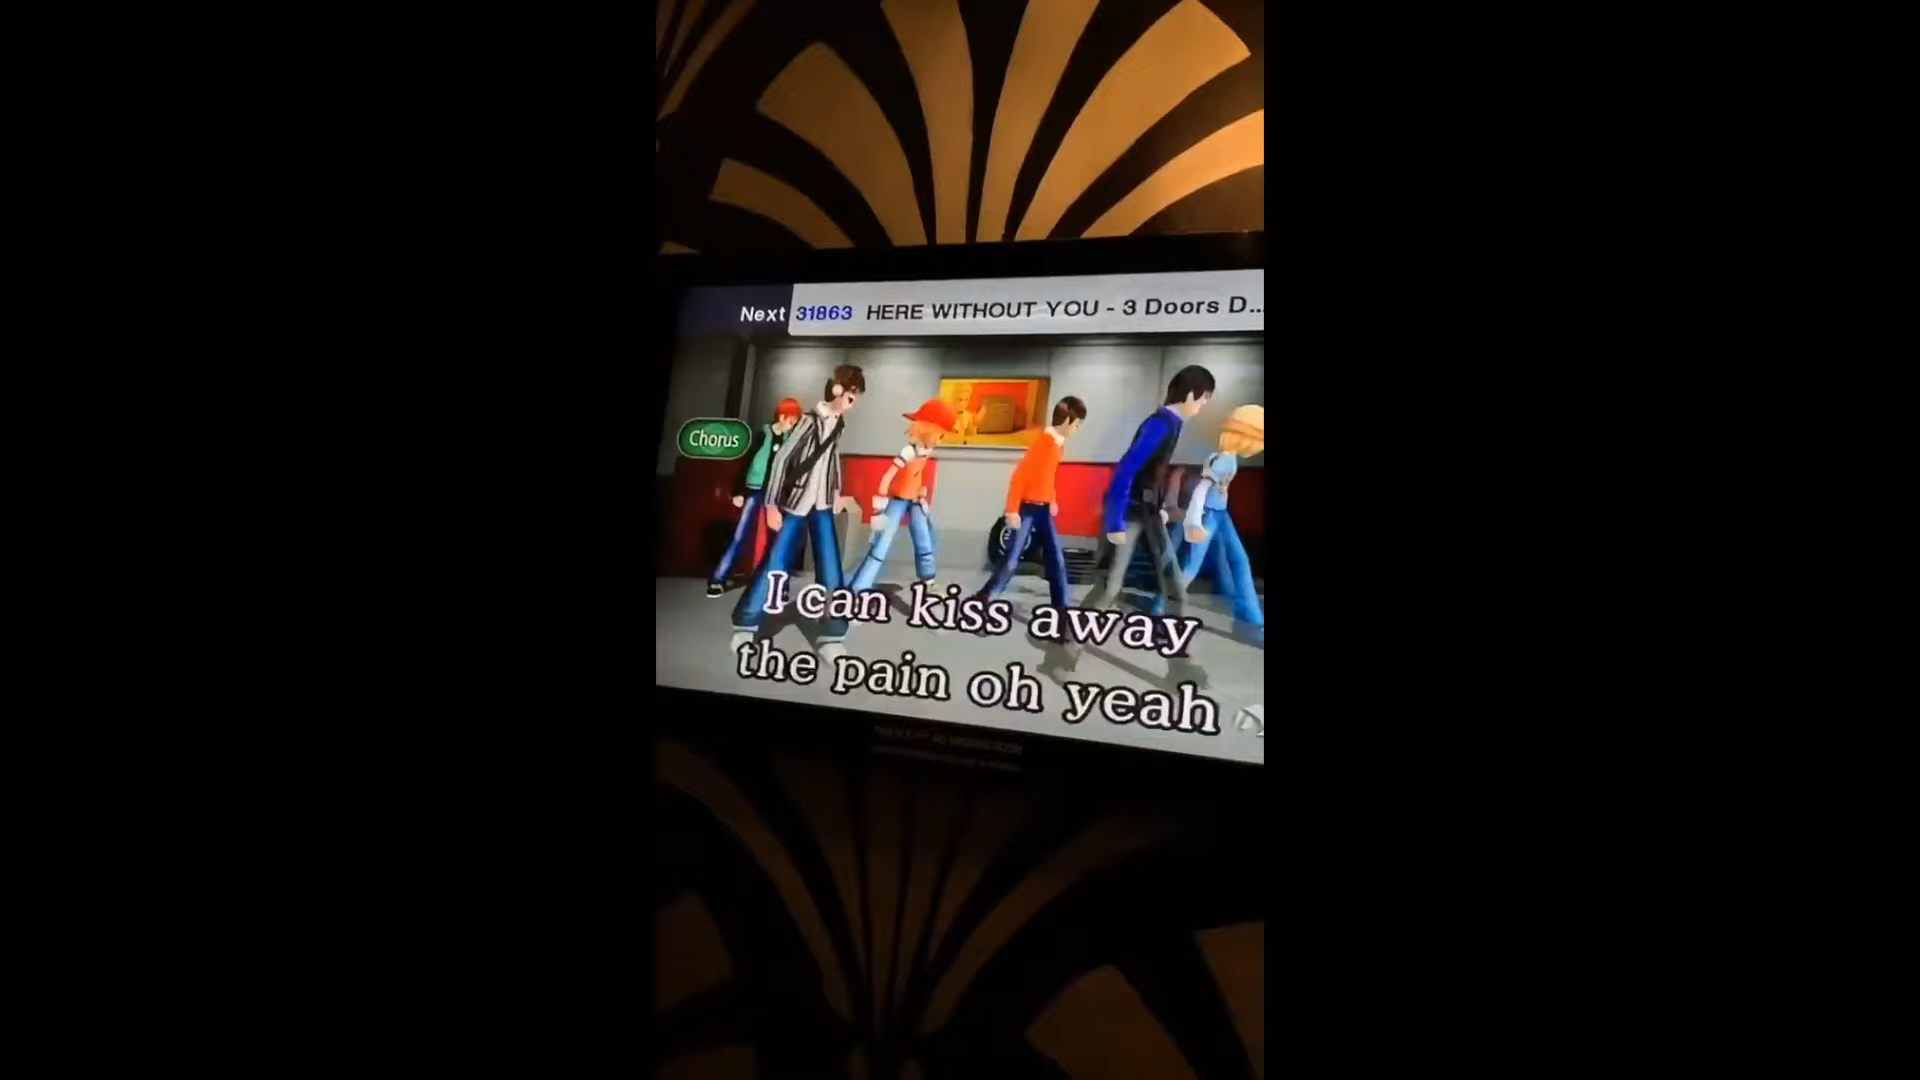 Next 31863 HERE WITHOUT YOU - 3 Doors D...
Chorus
I can kiss away
the pain oh yeah